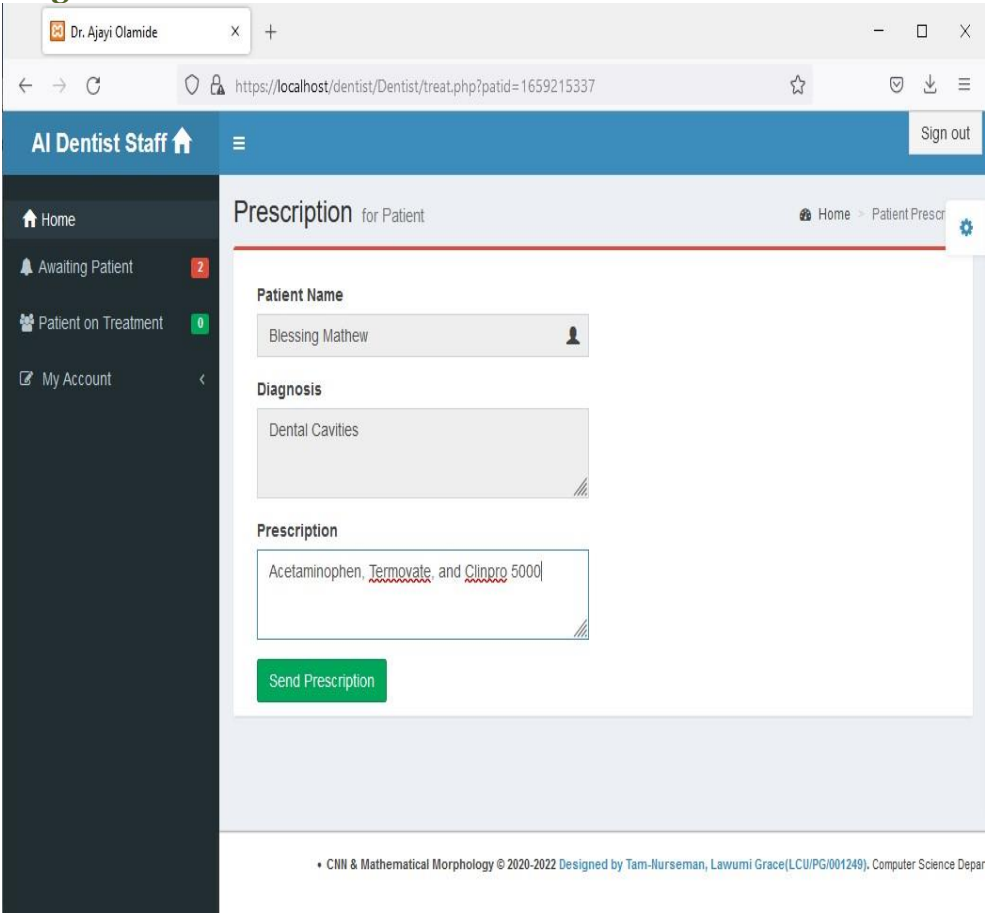 Dr. Ajayi Olamide
https://localhost/dentist/Dentist/treat.php?patid=1659215337
AI Dentist Staff
Sign out
Home
Awaiting Patient 2
Patient on Treatment 0
My Account
Prescription for Patient
Home > Patient Prescr
Patient Name
Blessing Mathew
Diagnosis
Dental Cavities
Prescription
Acetaminophen, Termovate, and Clinpro 5000
Send Prescription
• CNN & Mathematical Morphology © 2020-2022 Designed by Tam-Nurseman, Lawumi Grace(LCU/PG/001249). Computer Science Depar